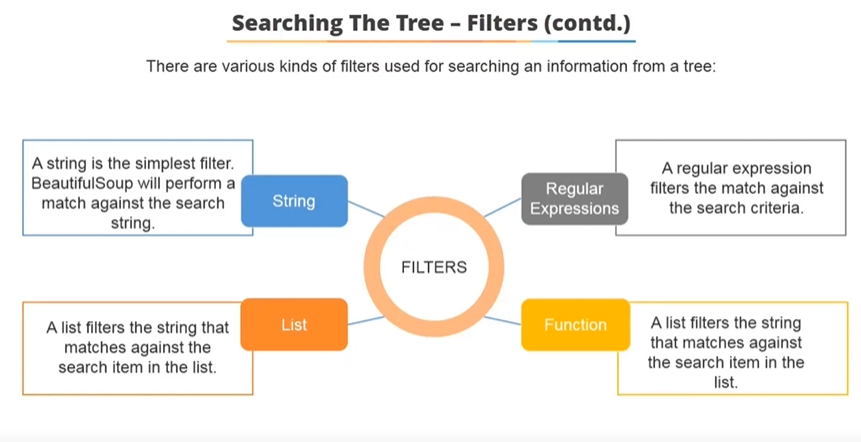 Searching The Tree – Filters (contd.)
There are various kinds of filters used for searching an information from a tree:
A string is the simplest filter.
BeautifulSoup will perform a
match against the search
string.
String
Regular
Expressions
A regular expression
filters the match against
the search criteria.
FILTERS
A list filters the string that
matches against the
search item in the list.
List
Function
A list filters the string
that matches against
the search item in the
list.